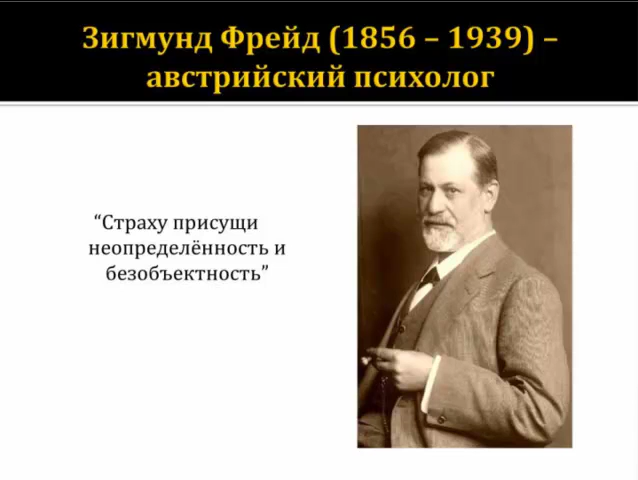 Зигмунд Фрейд (1856 – 1939) –
австрийский психолог
“Страху присущи
неопределённость и
безобъектность”